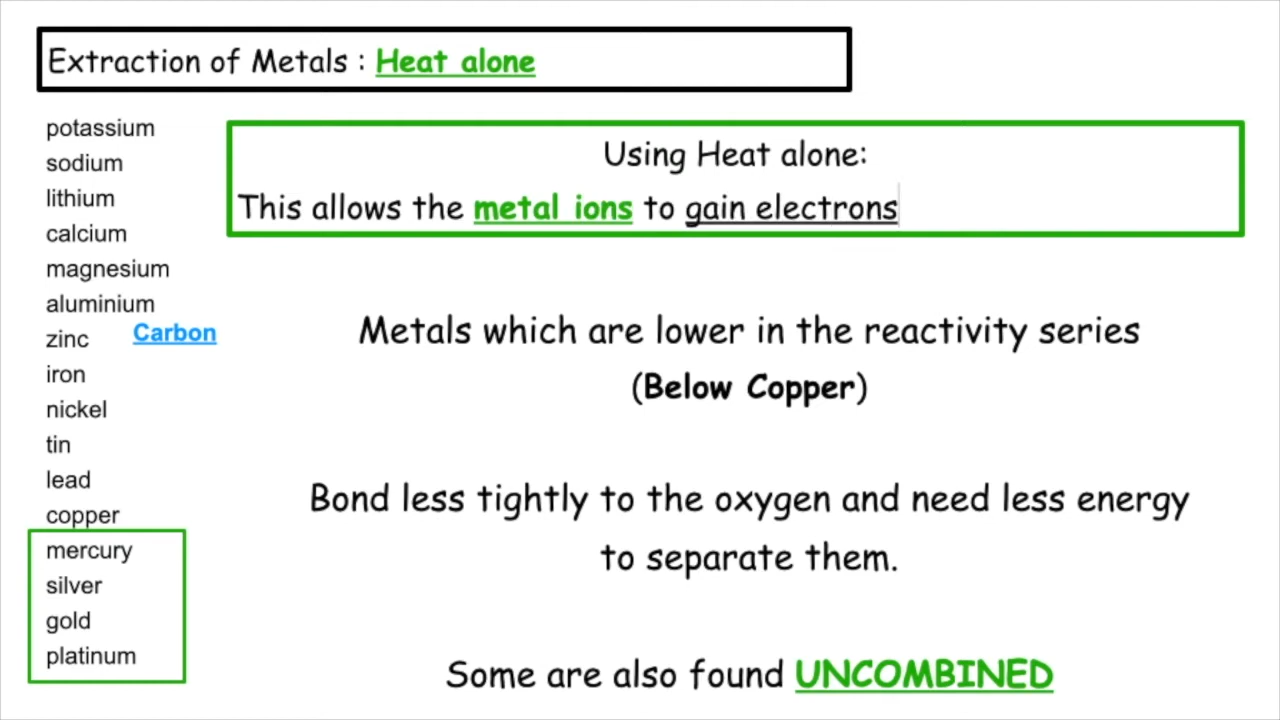 Extraction of Metals : Heat alone
potassium
sodium
lithium
calcium
magnesium
aluminium
zinc
Carbon
iron
nickel
tin
lead
copper
mercury
silver
gold
platinum
Using Heat alone:
This allows the metal ions to gain electrons
Metals which are lower in the reactivity series
(Below Copper)
Bond less tightly to the oxygen and need less energy
to separate them.
Some are also found UNCOMBINED